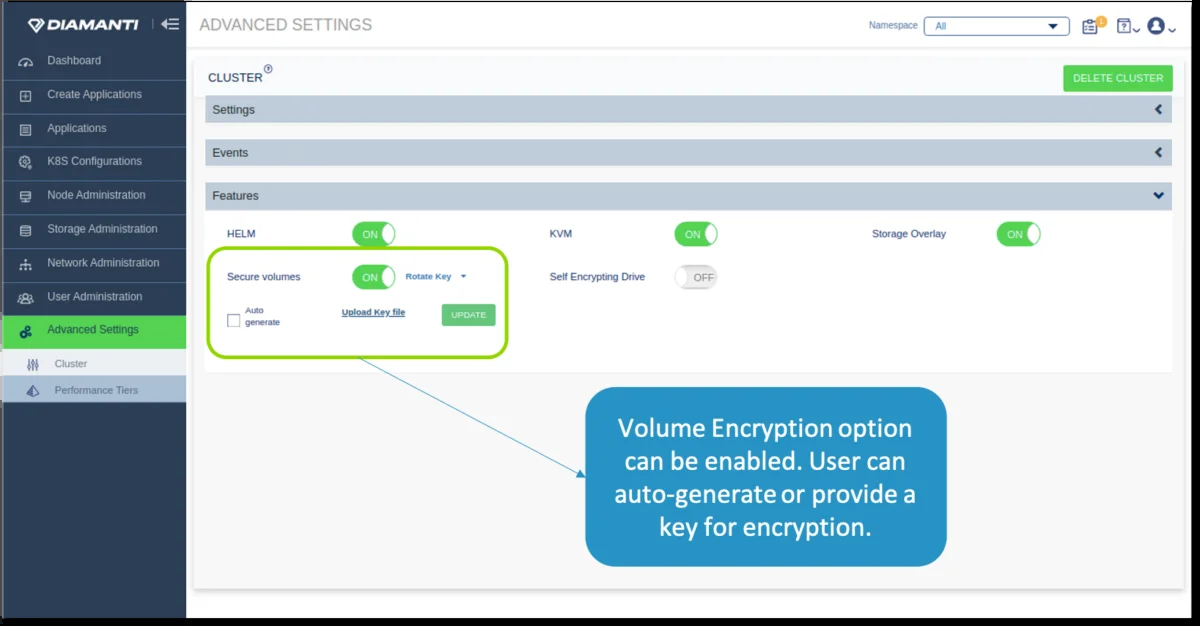 DIAMANTI
ADVANCED SETTINGS
Namespace
All
1
?
Dashboard
Create Applications
Applications
K8S Configurations
Node Administration
Storage Administration
Network Administration
User Administration
Advanced Settings
Cluster
Performance Tiers
CLUSTER ?
DELETE CLUSTER
Settings
Events
Features
HELM ON
KVM ON
Storage Overlay ON
Secure volumes ON Rotate Key
Self Encrypting Drive OFF
Auto
generate
Upload Key file
UPDATE
Volume Encryption option
can be enabled. User can
auto-generate or provide a
key for encryption.